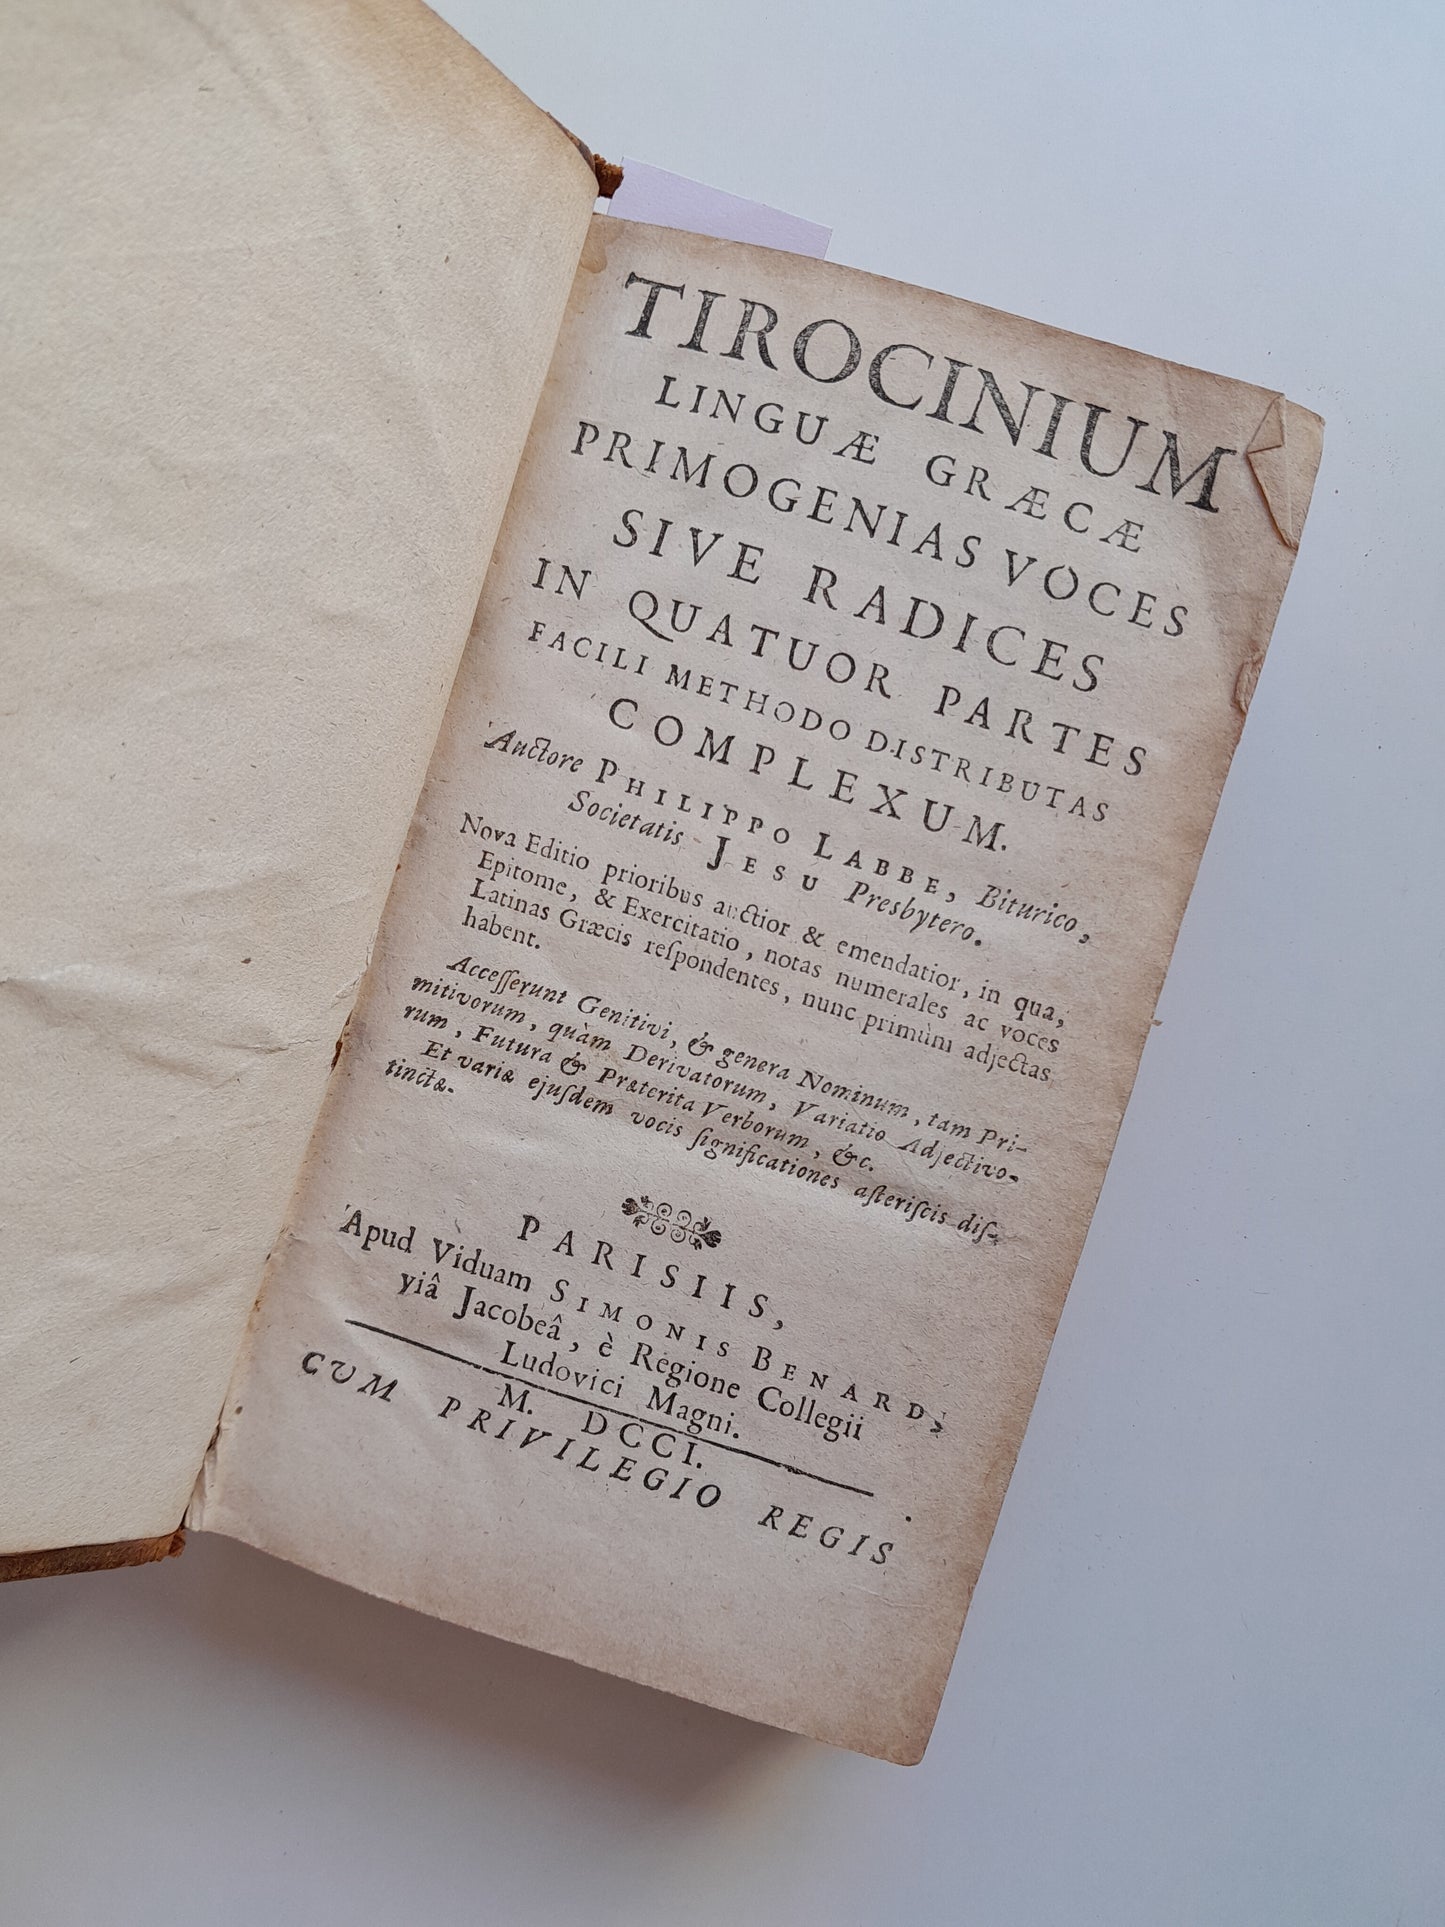 TIROCINIUM
LINGUÆ GRÆCÆ
PRIMOGENIAS VOCES
SIVE RADICES
IN QUATUOR PARTES
FACILI METHODO DISTRIBUTAS
COMPLEXUM.
Auctore PHILIPPO LABBE, Biturico,
Societatis JESU Presbytero.
Nova Editio prioribus auctior & emendatior, in qua,
Epitome, & Exercitatio, notas numerales ac voces
Latinas Græcis reſpondentes, nunc primùm adjectas
habent.
Acceſſerunt Genitivi, & genera Nominum, tam Pri-
mitivorum, quàm Derivatorum, Variatio Adjectivo-
rum, Futura & Præterita Verborum, &c.
Et variæ ejuſdem vocis ſignificationes aſteriſcis diſ-
tinctæ.
PARISIIS,
Apud Viduam SIMONIS BENARD,
viâ Jacobeâ, è Regione Collegii
Ludovici Magni.
M. DCCI.
CUM PRIVILEGIO REGIS